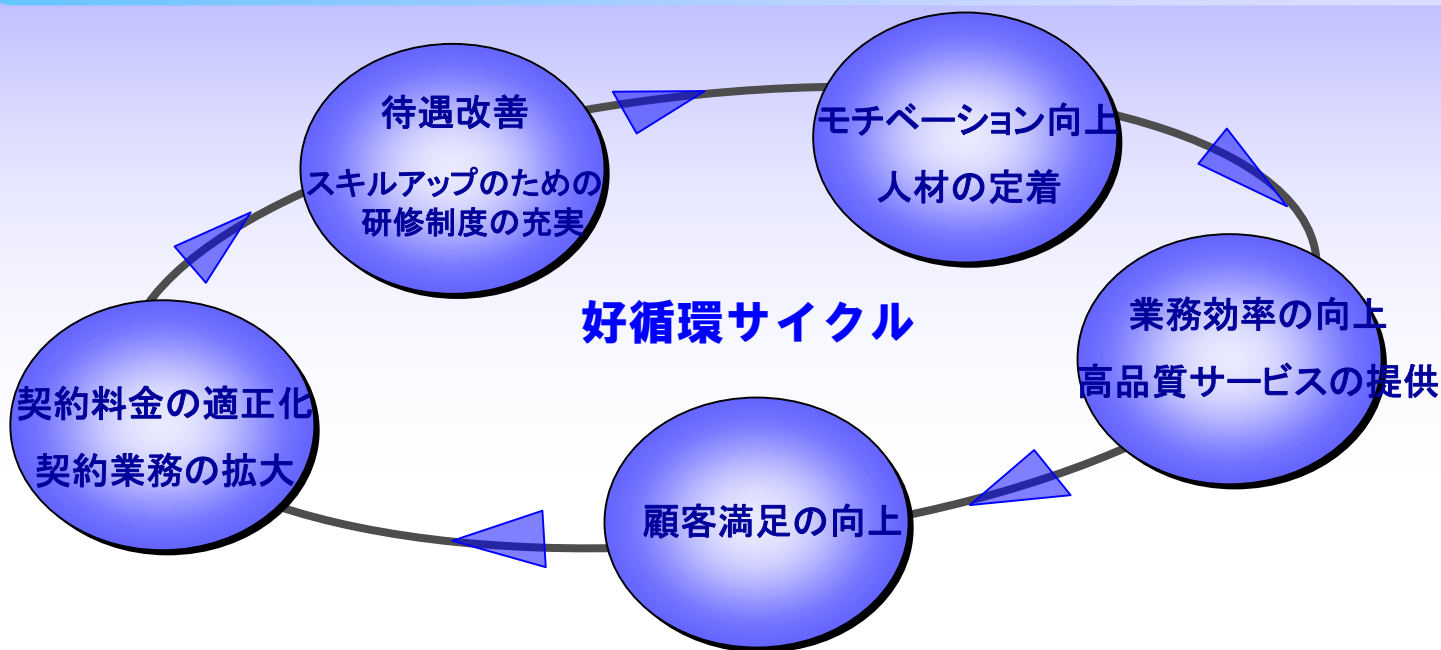 待遇改善
スキルアップのための
研修制度の充実
モチベーション向上
人材の定着
好循環サイクル
業務効率の向上
高品質サービスの提供
契約料金の適正化
契約業務の拡大
顧客満足の向上